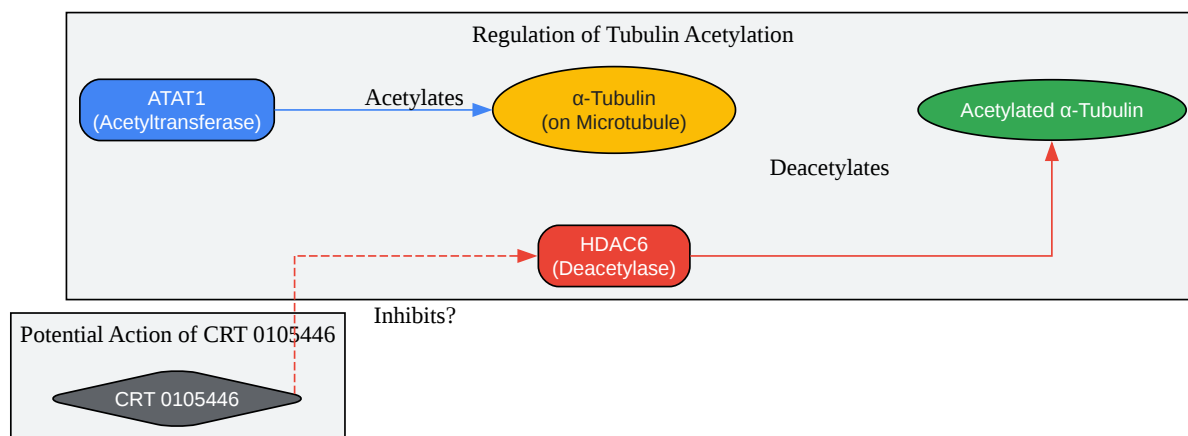 Regulation of Tubulin Acetylation
ATAT1
(Acetyltransferase)
Acetylates
α-Tubulin
(on Microtubule)
Acetylated α-Tubulin
Deacetylates
HDAC6
(Deacetylase)
Inhibits?
Potential Action of CRT 0105446
CRT 0105446